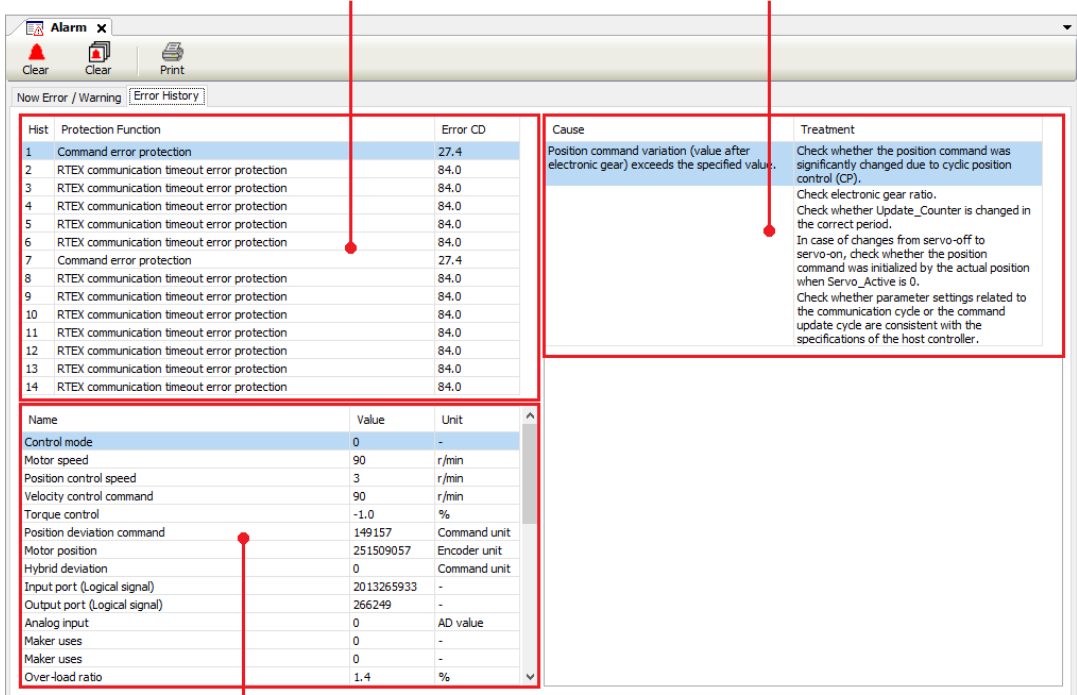 Alarm
Clear Clear Print
Now Error / Warning Error History
Hist Protection Function Error CD
1 Command error protection 27.4
2 RTEX communication timeout error protection 84.0
3 RTEX communication timeout error protection 84.0
4 RTEX communication timeout error protection 84.0
5 RTEX communication timeout error protection 84.0
6 RTEX communication timeout error protection 84.0
7 Command error protection 27.4
8 RTEX communication timeout error protection 84.0
9 RTEX communication timeout error protection 84.0
10 RTEX communication timeout error protection 84.0
11 RTEX communication timeout error protection 84.0
12 RTEX communication timeout error protection 84.0
13 RTEX communication timeout error protection 84.0
14 RTEX communication timeout error protection 84.0
Cause Treatment
Position command variation (value after
electronic gear) exceeds the specified value.
Check whether the position command was
significantly changed due to cyclic position
control (CP).
Check electronic gear ratio.
Check whether Update_Counter is changed in
the correct period.
In case of changes from servo-off to
servo-on, check whether the position
command was initialized by the actual position
when Servo_Active is 0.
Check whether parameter settings related to
the communication cycle or the command
update cycle are consistent with the
specifications of the host controller.
Name Value Unit
Control mode 0 -
Motor speed 90 r/min
Position control speed 3 r/min
Velocity control command 90 r/min
Torque control -1.0 %
Position deviation command 149157 Command unit
Motor position 251509057 Encoder unit
Hybrid deviation 0 Command unit
Input port (Logical signal) 2013265933 -
Output port (Logical signal) 266249 -
Analog input 0 AD value
Maker uses 0 -
Maker uses 0 -
Over-load ratio 1.4 %